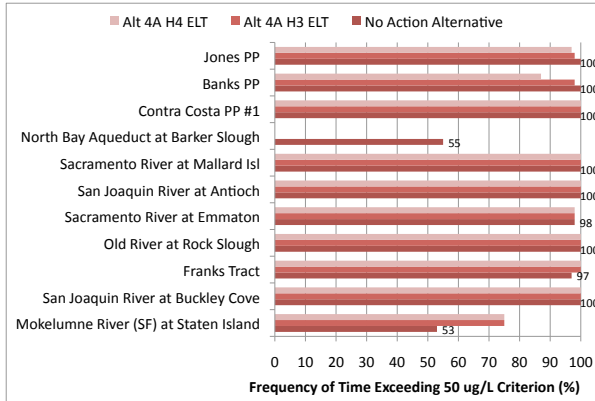 Alt 4A H4 ELT Alt 4A H3 ELT No Action Alternative
Jones PP 100
Banks PP 100
Contra Costa PP #1 100
North Bay Aqueduct at Barker Slough 55
Sacramento River at Mallard Isl 100
San Joaquin River at Antioch 100
Sacramento River at Emmaton 98
Old River at Rock Slough 100
Franks Tract 97
San Joaquin River at Buckley Cove 100
Mokelumne River (SF) at Staten Island 53
0 10 20 30 40 50 60 70 80 90 100
Frequency of Time Exceeding 50 ug/L Criterion (%)